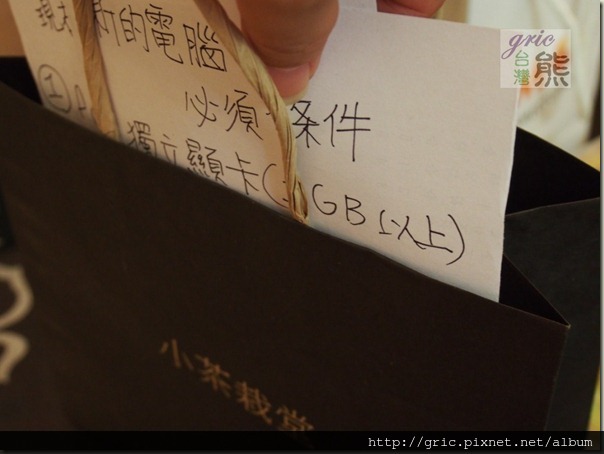 新的電腦
必須 條件
① 
獨立顯卡( GB以上)
小茶栽堂
gric
台灣熊
http://gric.pixnet.net/album